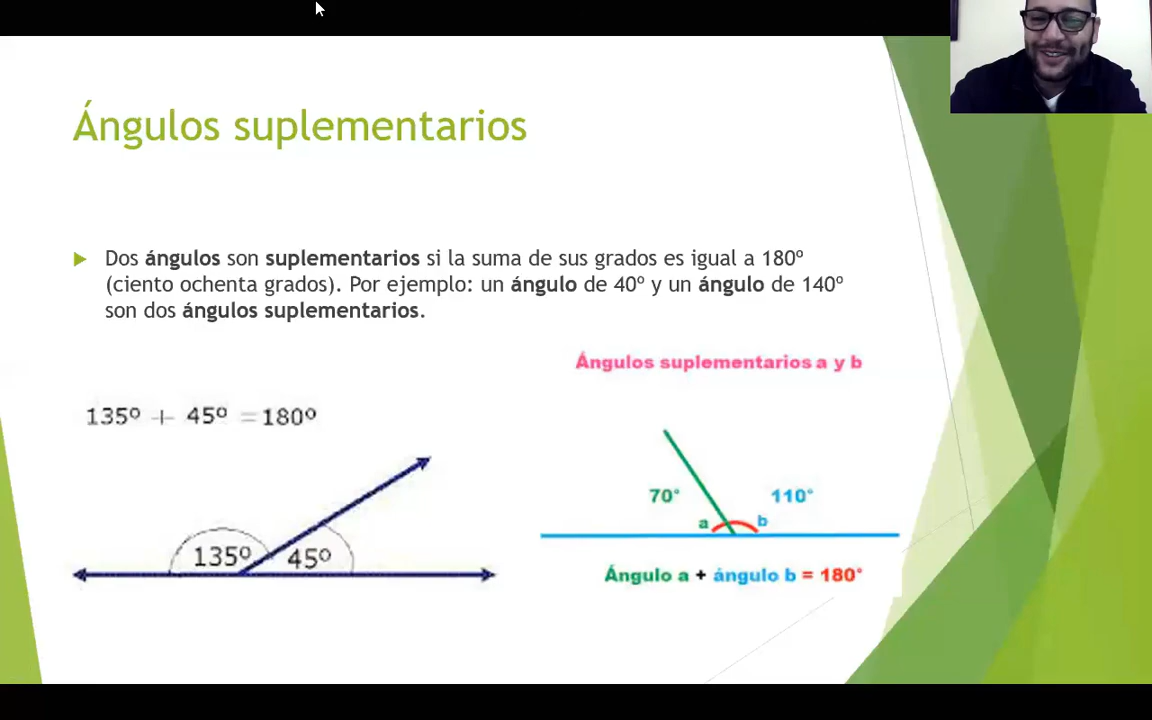 Ángulos suplementarios
Dos ángulos son suplementarios si la suma de sus grados es igual a 180º
(ciento ochenta grados). Por ejemplo: un ángulo de 40º y un ángulo de 140º
son dos ángulos suplementarios.
135º + 45º = 180º
135º 45º
Ángulos suplementarios a y b
70° 110°
a b
Ángulo a + ángulo b = 180°